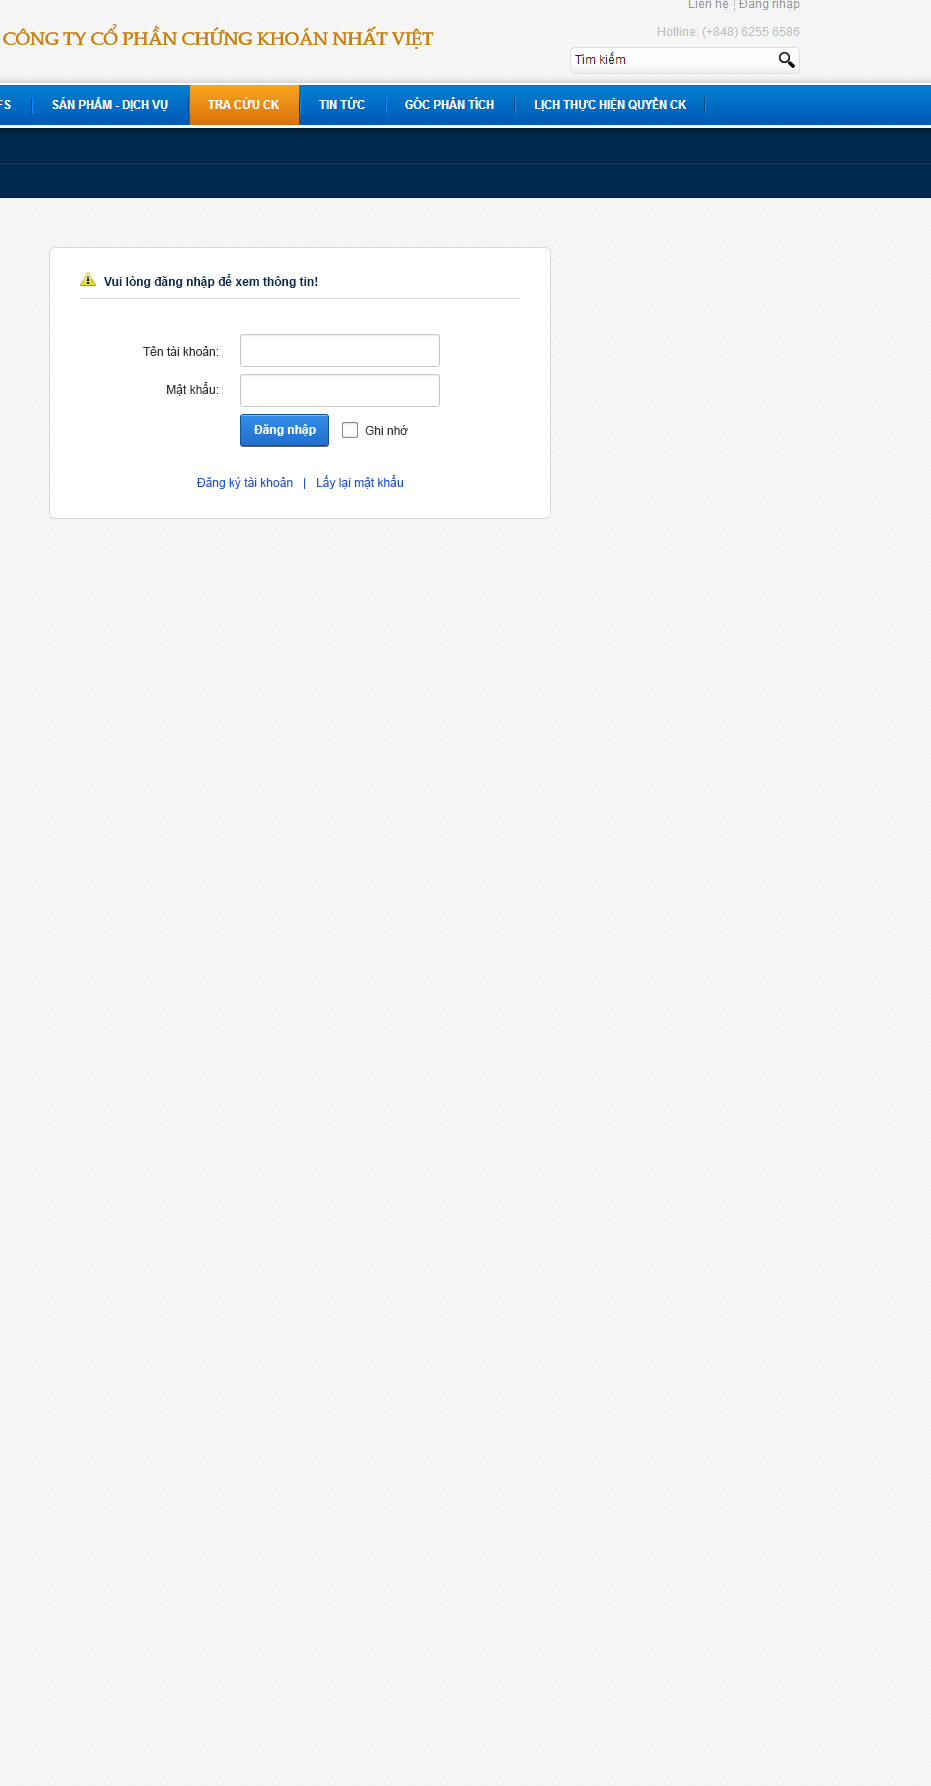 Liên hệ Đăng nhập
CÔNG TY CỔ PHẦN CHỨNG KHOÁN NHẤT VIỆT
Hotline: (+848) 6255 6586
Tìm kiếm
FS SẢN PHẨM - DỊCH VỤ TRA CỨU CK TIN TỨC GÓC PHÂN TÍCH LỊCH THỰC HIỆN QUYỀN CK
Vui lòng đăng nhập để xem thông tin!
Tên tài khoản:
Mật khẩu:
Đăng nhập Ghi nhớ
Đăng ký tài khoản | Lấy lại mật khẩu